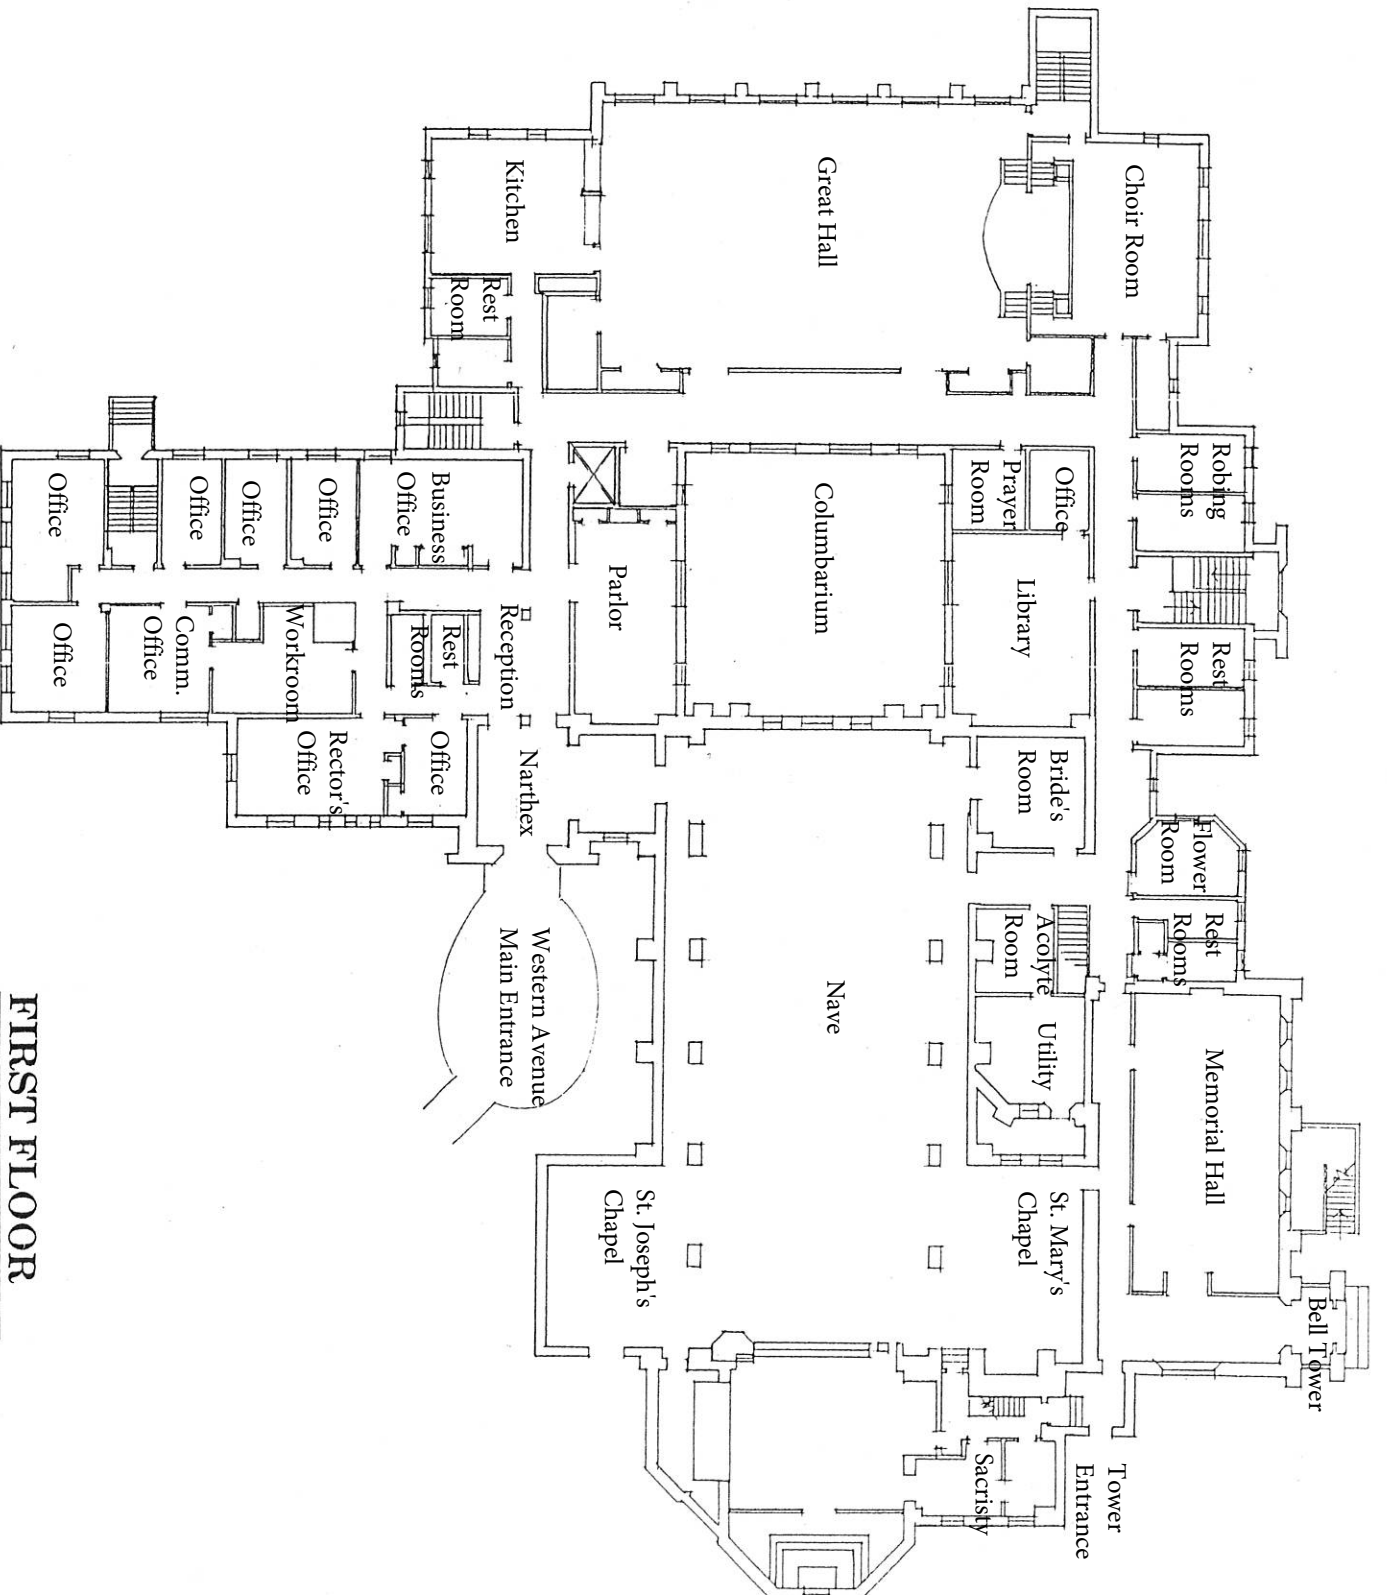 Bell Tower
Robing
Rooms
Rest
Rooms
Flower
Room
Rest
Rooms
Memorial Hall
Choir Room
Tower
Entrance
Office
Prayer
Room
Library
Bride's
Room
Acolyte
Room
Utility
St. Mary's
Chapel
Sacristy
Great Hall
Columbarium
Nave
Parlor
St. Joseph's
Chapel
Kitchen
Rest
Room
Reception
Narthex
Western Avenue
Main Entrance
Business
Office
Rest
Rooms
Office
Office
Workroom
Rector's
Office
Office
Office
Comm.
Office
Office
Office
FIRST FLOOR